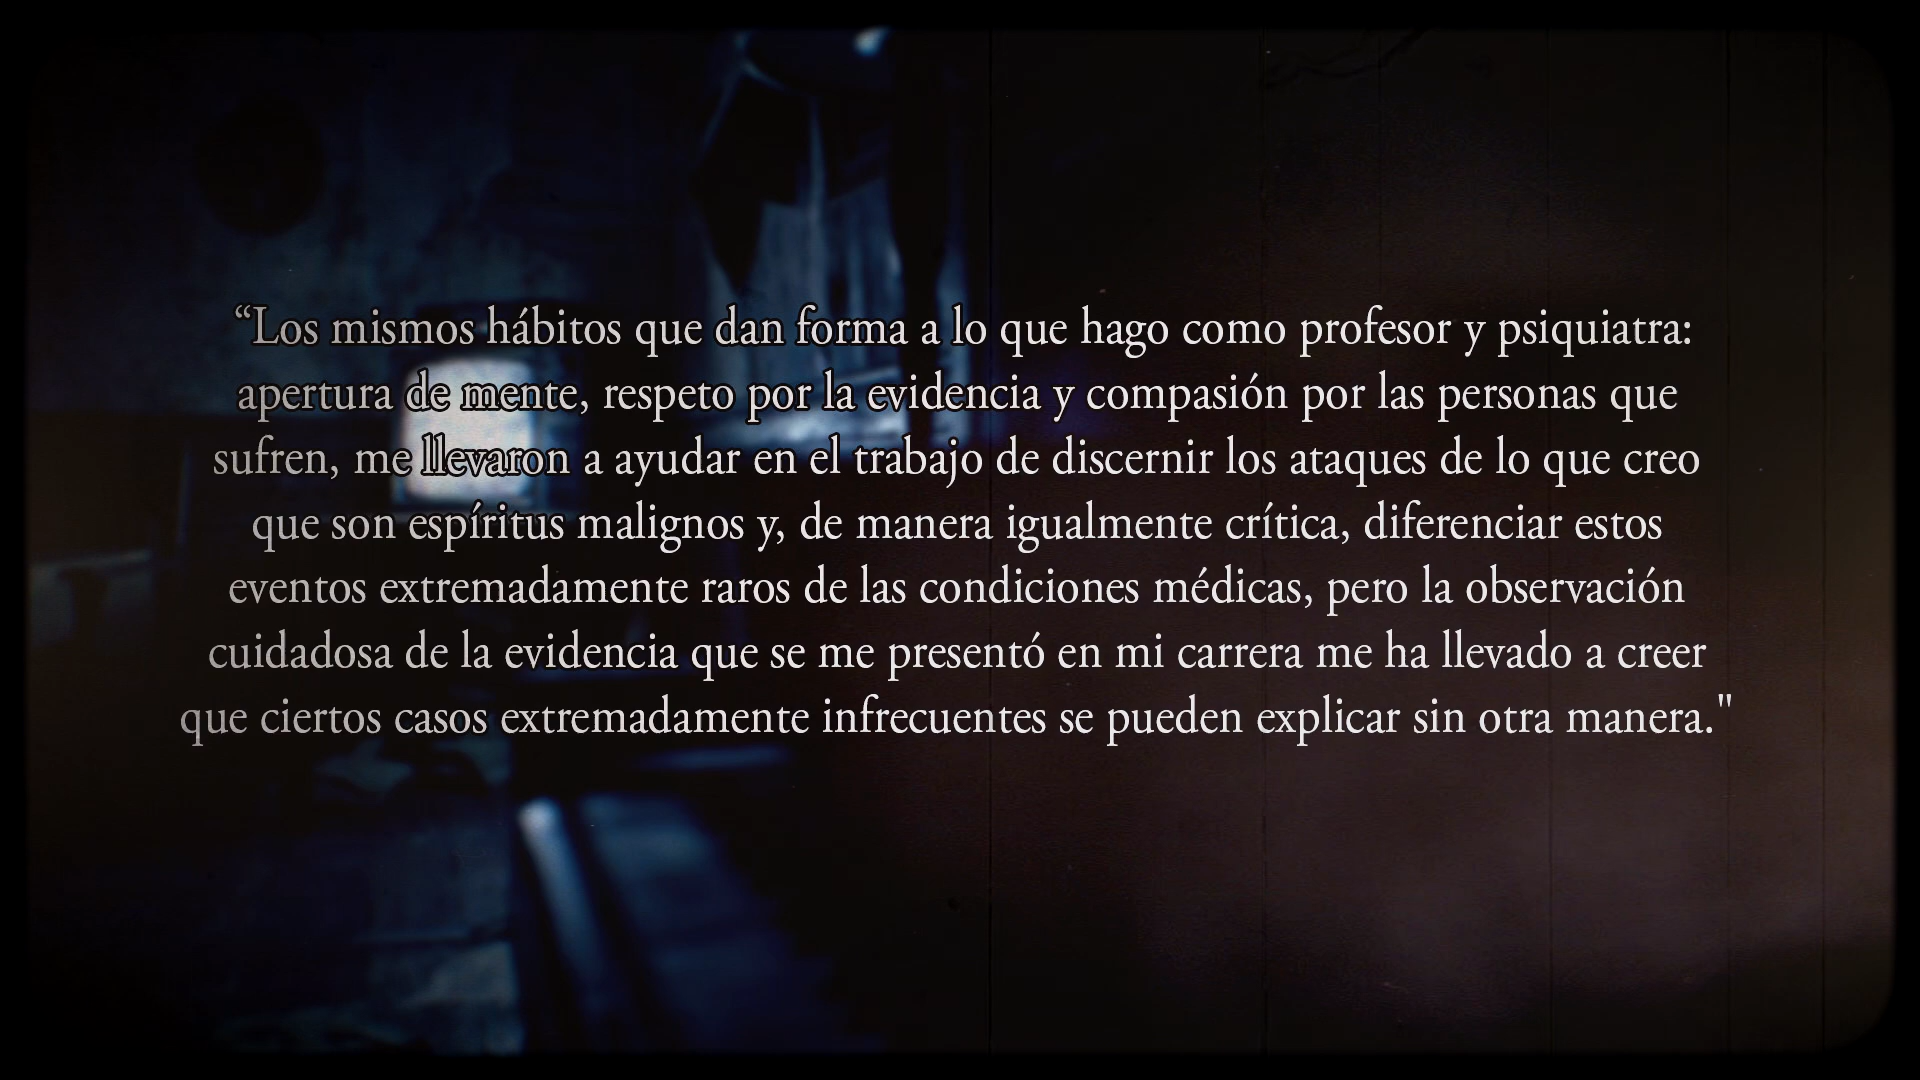 “Los mismos hábitos que dan forma a lo que hago como profesor y psiquiatra:
apertura de mente, respeto por la evidencia y compasión por las personas que
sufren, me llevaron a ayudar en el trabajo de discernir los ataques de lo que creo
que son espíritus malignos y, de manera igualmente crítica, diferenciar estos
eventos extremadamente raros de las condiciones médicas, pero la observación
cuidadosa de la evidencia que se me presentó en mi carrera me ha llevado a creer
que ciertos casos extremadamente infrecuentes se pueden explicar sin otra manera."